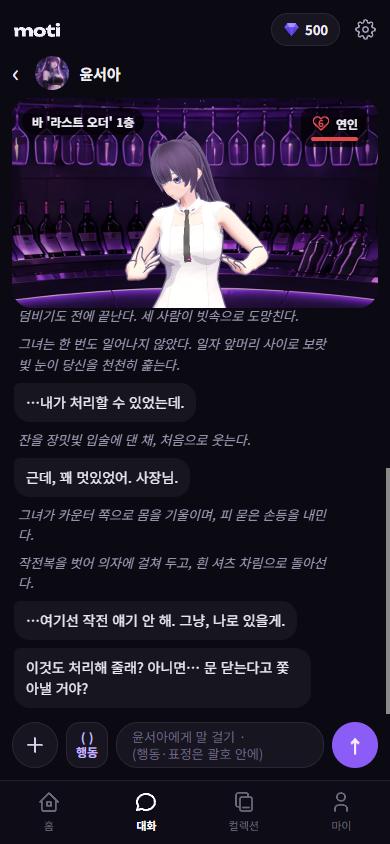 moti
500
윤서아
바 '라스트 오더' 1층
6 연인
덤비기도 전에 끝난다. 세 사람이 빗속으로 도망친다.
그녀는 한 번도 일어나지 않았다. 일자 앞머리 사이로 보랏
빛 눈이 당신을 천천히 훑는다.
…내가 처리할 수 있었는데.
잔을 장밋빛 입술에 댄 채, 처음으로 웃는다.
근데, 꽤 멋있었어. 사장님.
그녀가 카운터 쪽으로 몸을 기울이며, 피 묻은 손등을 내민
다.
작전복을 벗어 의자에 걸쳐 두고, 흰 셔츠 차림으로 돌아선
다.
…여기선 작전 얘기 안 해. 그냥, 나로 있을게.
이것도 처리해 줄래? 아니면… 문 닫는다고 쫓
아낼 거야?
( )
행동
윤서아에게 말 걸기 ·
(행동·표정은 괄호 안에)
홈
대화
컬렉션
마이